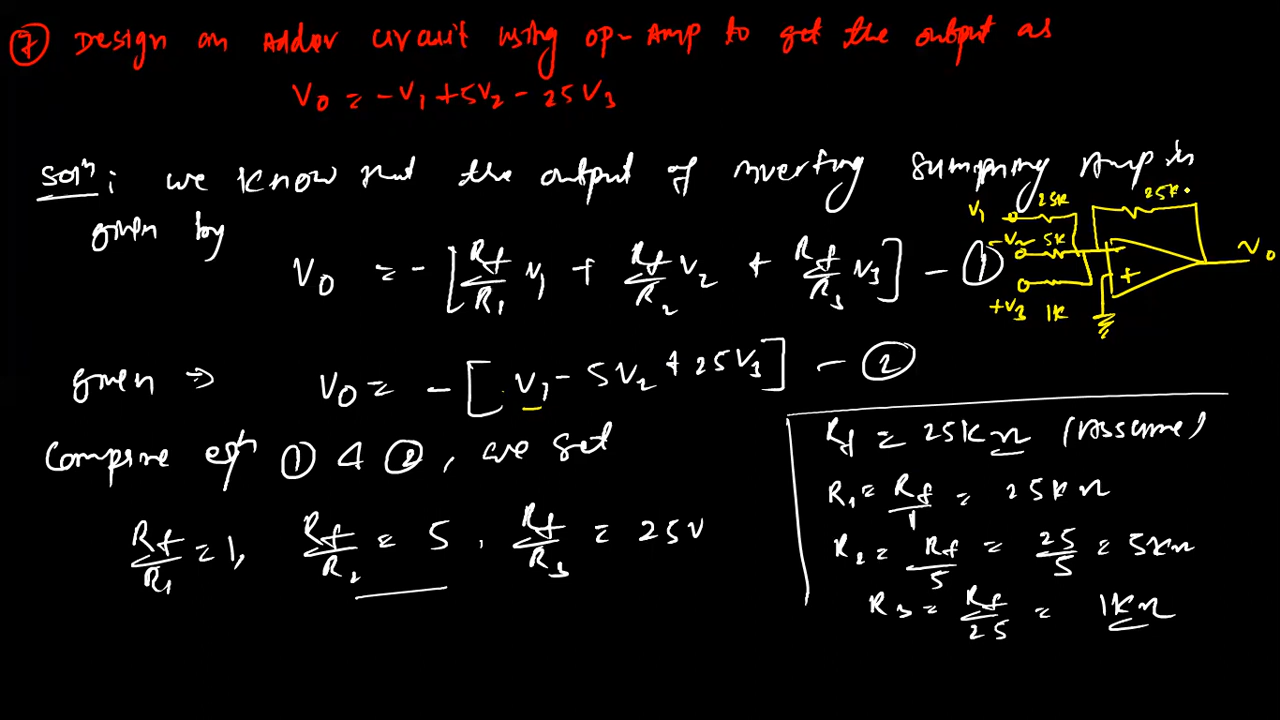 ⑦ Design an Adder circuit using OP-Amp to get the output as
V₀ = -V₁ + 5V₂ - 25V₃
Solⁿ: we know that the output of inverting summing Amp is
given by
V₀ = -[Rf/R₁ V₁ + Rf/R₂ V₂ + Rf/R₃ V₃] - ①
V₁ 25K 25K
-V₂ 5K
+
V₀
+V₃ 1K
given ⇒ V₀ = -[V₁ - 5V₂ + 25V₃] - ②
Compare eqⁿ ① & ②, we get
Rf/R₁ = 1, Rf/R₂ = 5, Rf/R₃ = 25V
Rf = 25KΩ (Assume)
R₁ = Rf/1 = 25KΩ
R₂ = Rf/5 = 25/5 = 5KΩ
R₃ = Rf/25 = 1KΩ